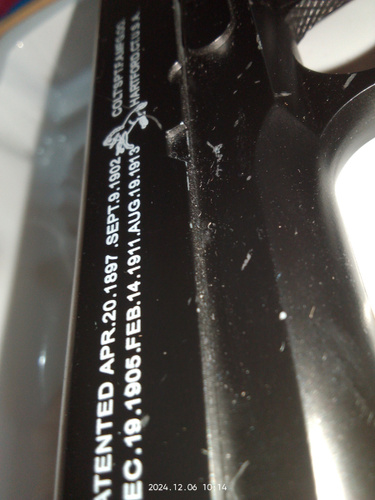 ATENTED APR.20.1897 .SEPT.9.1902 COLT'S PT.F.A.MFG.CO.
EC.19.1905.FEB.14.1911.AUG.19.1913 HARTFORD.CT.U.S.A.
2024.12.06 10:14